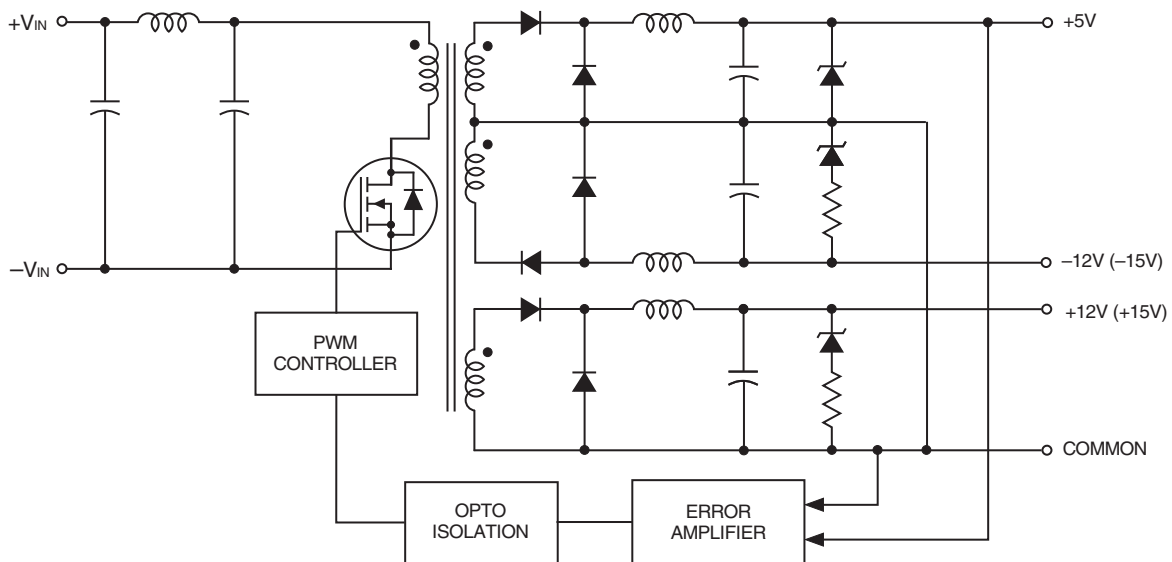 +VIN
+5V
–12V (–15V)
–VIN
+12V (+15V)
PWM
CONTROLLER
COMMON
OPTO
ISOLATION
ERROR
AMPLIFIER